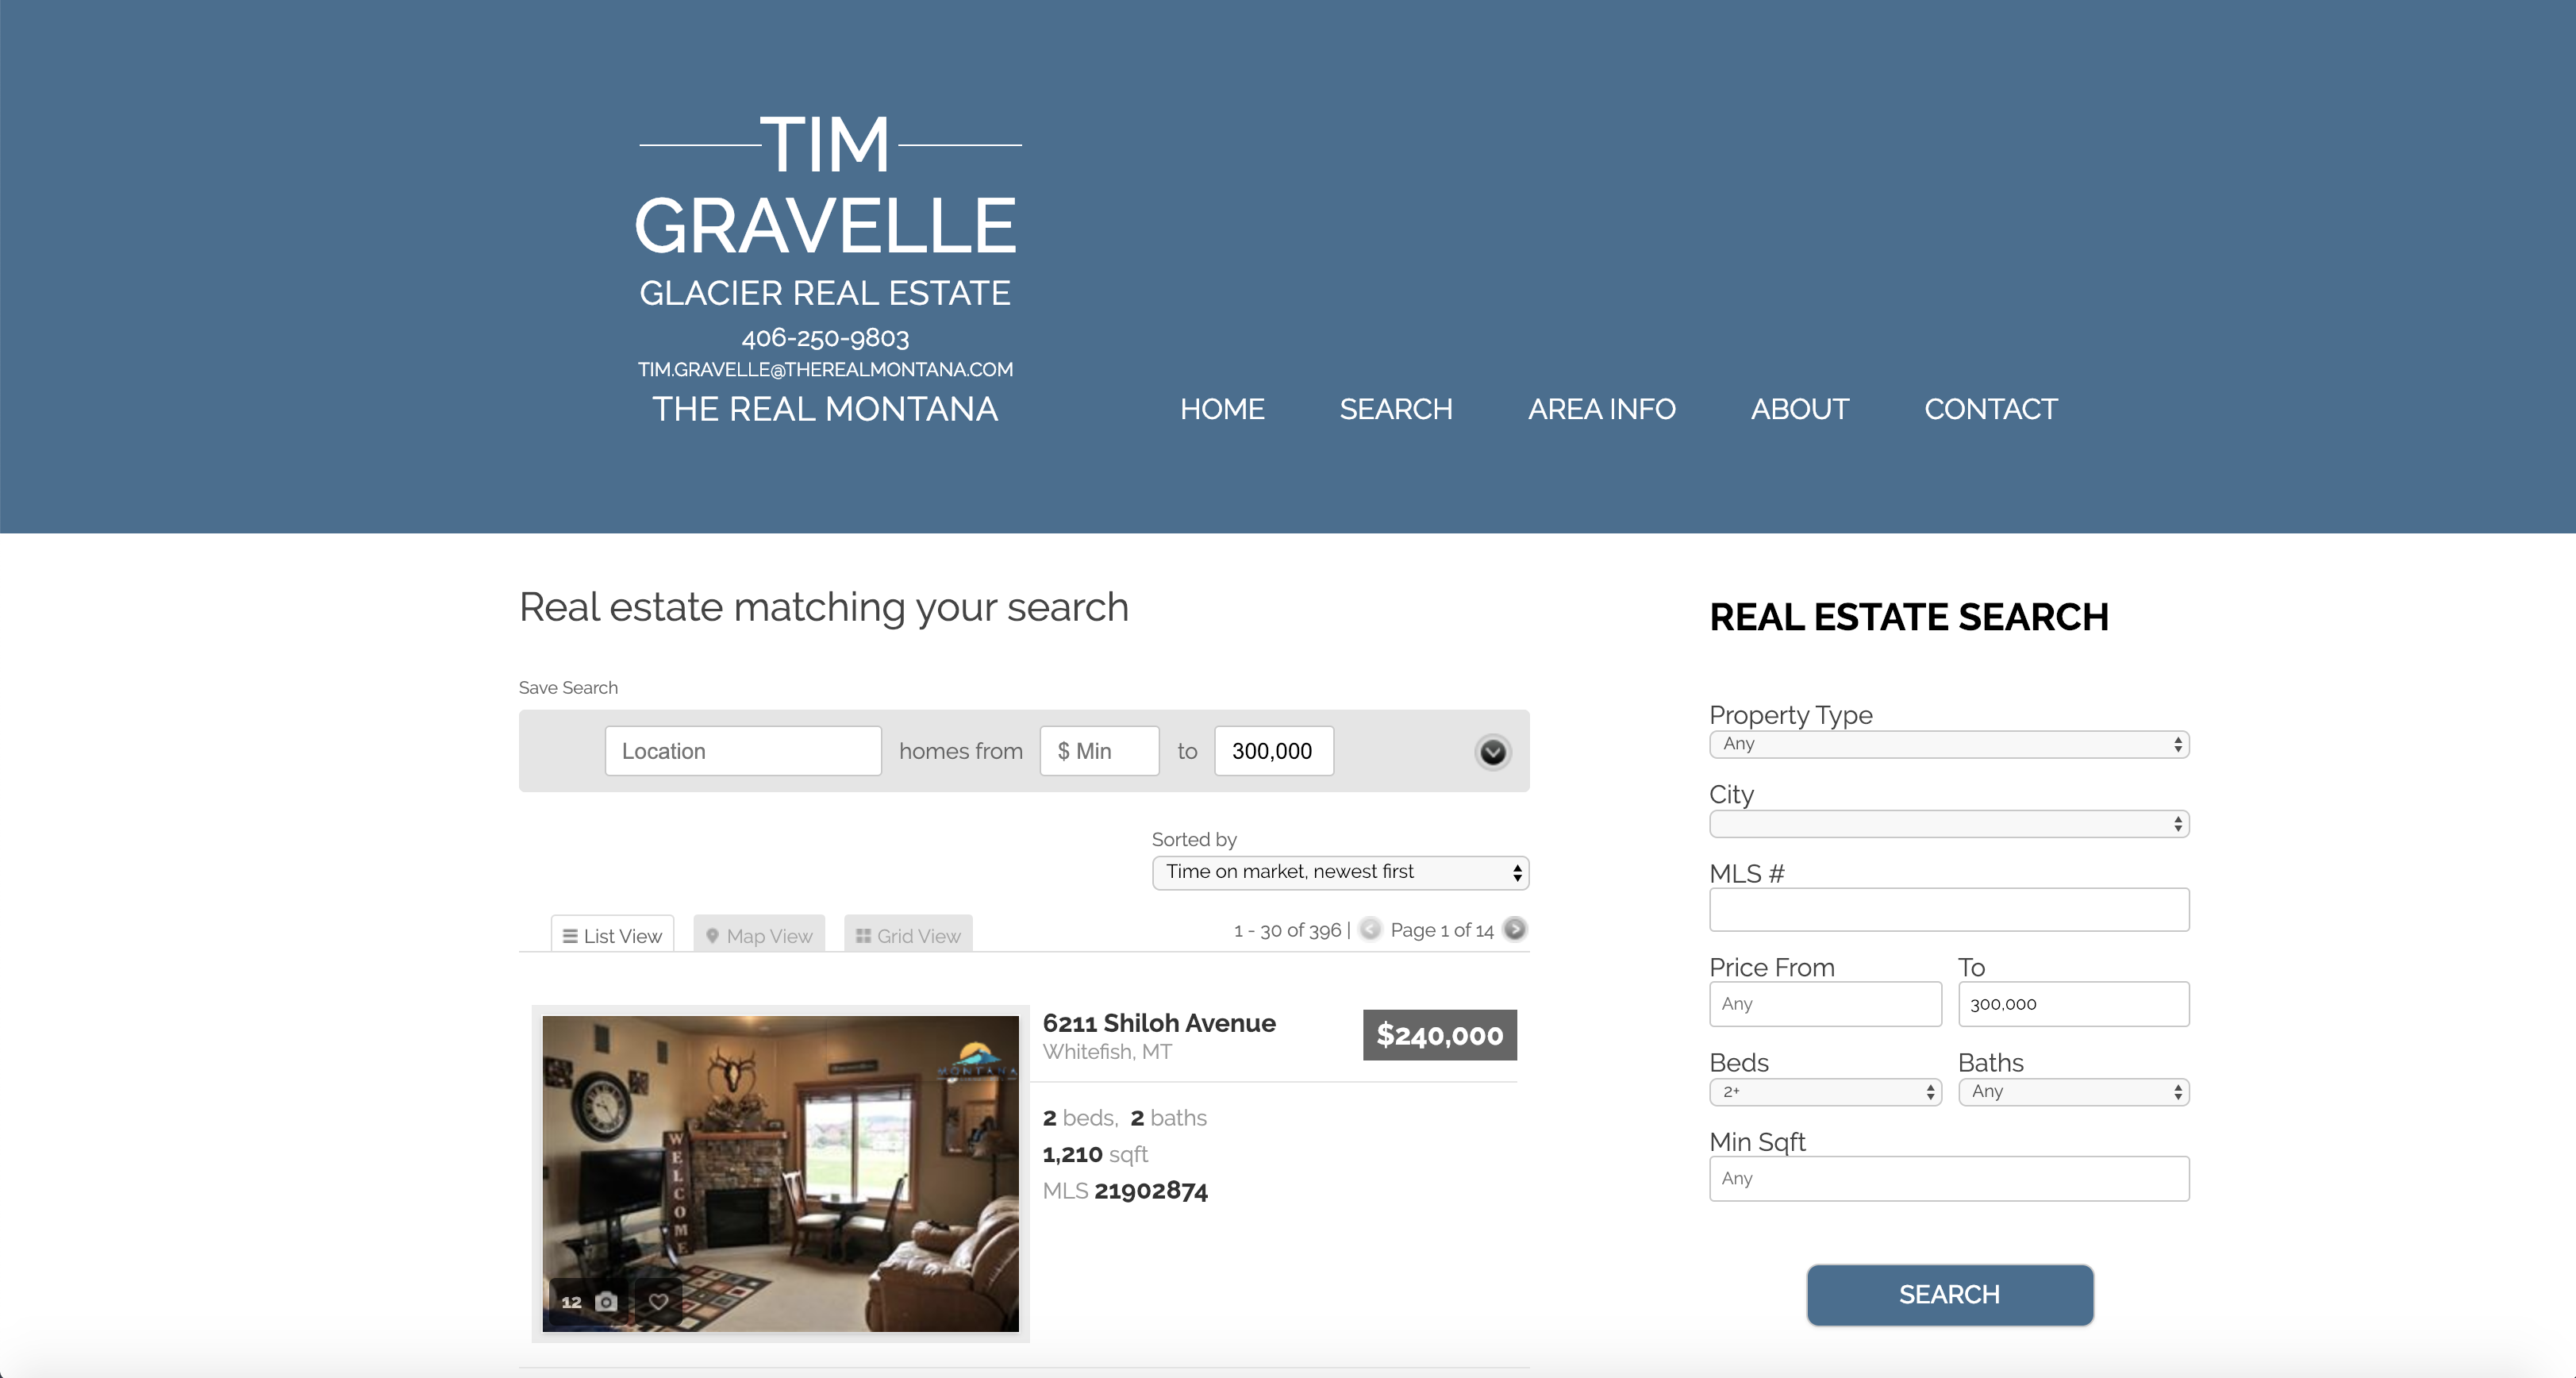 TIM
GRAVELLE
GLACIER REAL ESTATE
406-250-9803
TIM.GRAVELLE@THEREALMONTANA.COM
THE REAL MONTANA
HOME
SEARCH
AREA INFO
ABOUT
CONTACT
Real estate matching your search
Save Search
Location homes from $ Min to 300,000
Sorted by
Time on market, newest first
List View
Map View
Grid View
1 - 30 of 396 | Page 1 of 14
6211 Shiloh Avenue
Whitefish, MT
$240,000
2 beds, 2 baths
1,210 sqft
MLS 21902874
MONTANA
WELCOME
12
REAL ESTATE SEARCH
Property Type
Any
City
MLS #
Price From To
Any 300,000
Beds Baths
2+ Any
Min Sqft
Any
SEARCH